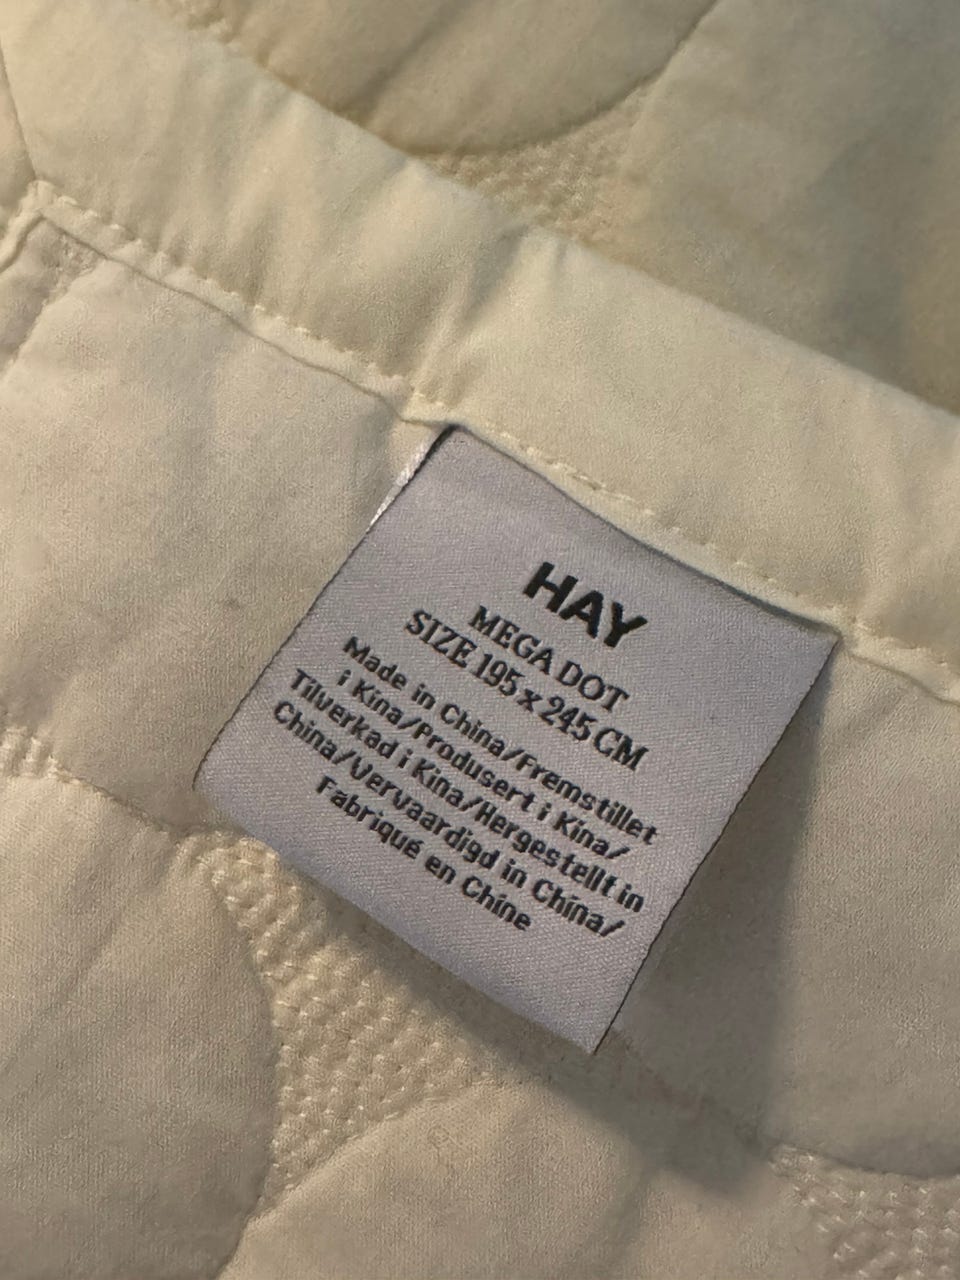 HAY
MEGA DOT
SIZE 195 x 245 CM
Made in China/Fremstillet
i Kina/Produsert i Kina/
Tilverkad i Kina/Hergestellt in
China/Vervaardigd in China/
Fabriqué en Chine